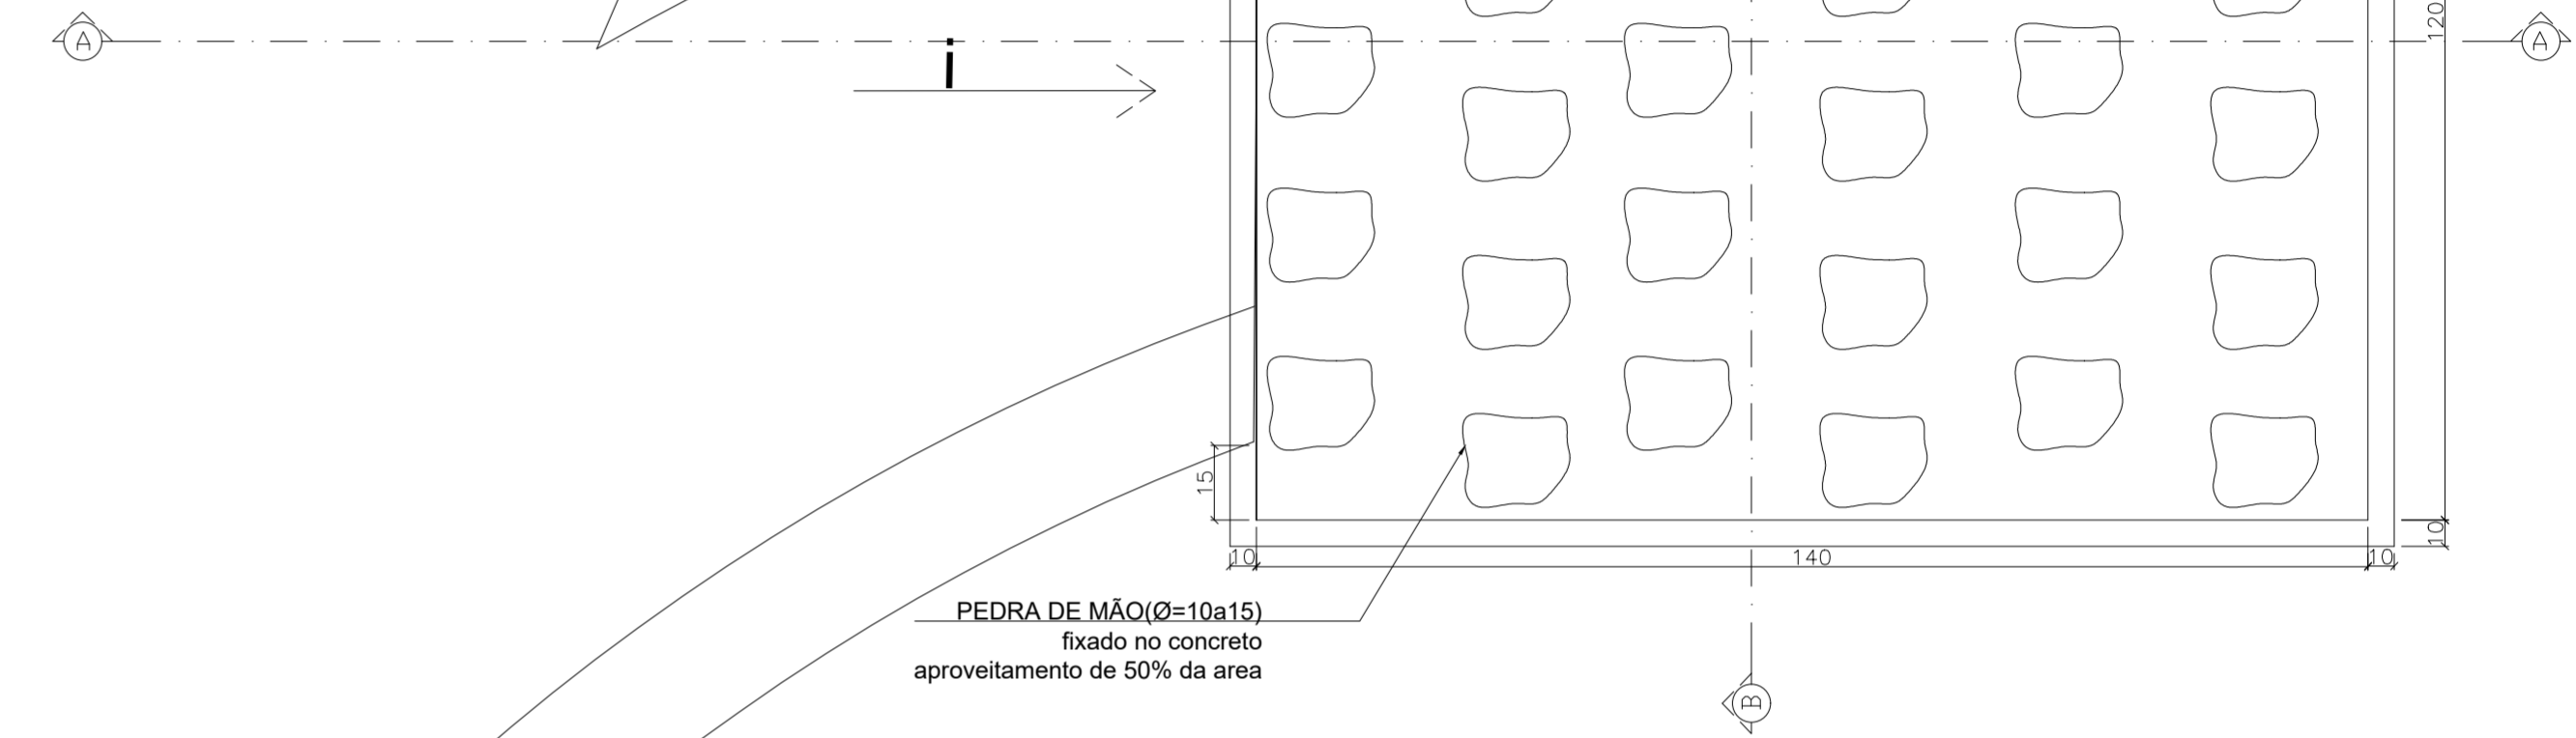 A
A
120
i
15
10
10
140
10
PEDRA DE MÃO(Ø=10a15)
fixado no concreto
aproveitamento de 50% da area
B